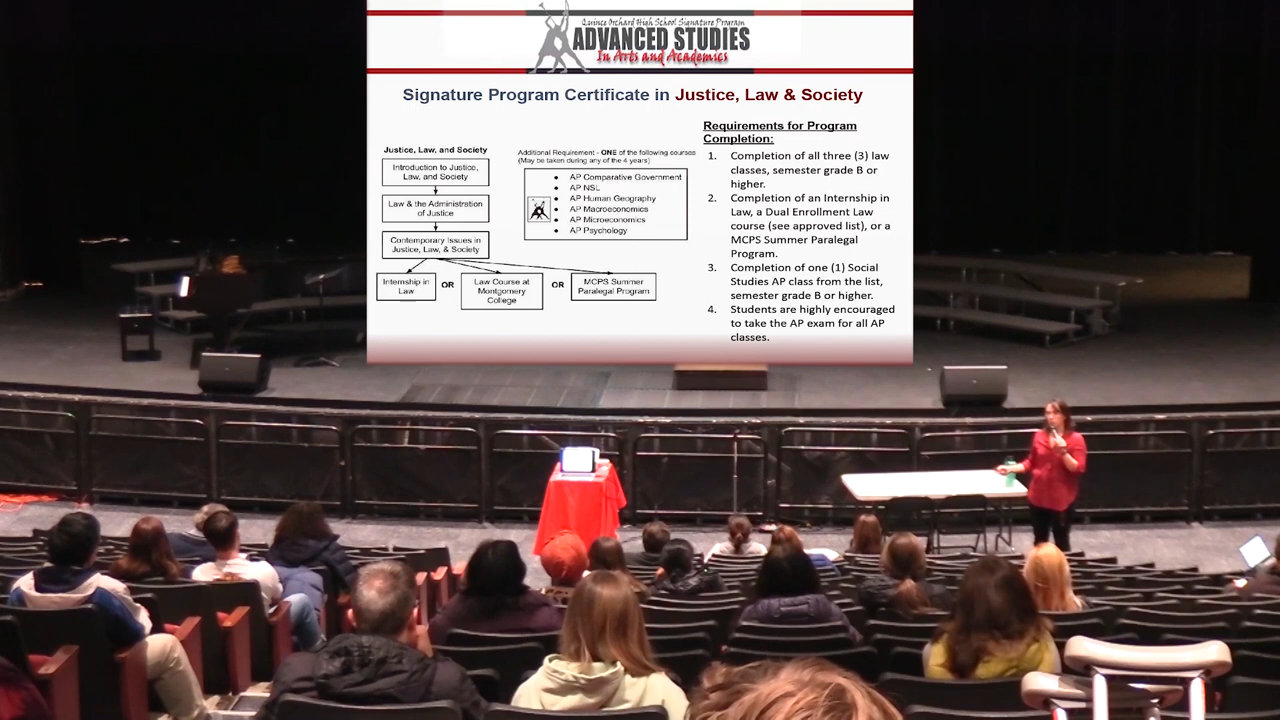 Quince Orchard High School Signature Program
ADVANCED STUDIES
In Arts and Academics
Signature Program Certificate in Justice, Law & Society
Justice, Law, and Society
Introduction to Justice,
Law, and Society
Law & the Administration
of Justice
Contemporary Issues in
Justice, Law, & Society
Internship in
Law
OR
Law Course at
Montgomery
College
OR
MCPS Summer
Paralegal Program
Additional Requirement - ONE of the following courses
(May be taken during any of the 4 years)
• AP Comparative Government
• AP NSL
• AP Human Geography
• AP Macroeconomics
• AP Microeconomics
• AP Psychology
Requirements for Program
Completion:
1. Completion of all three (3) law
classes, semester grade B or
higher.
2. Completion of an Internship in
Law, a Dual Enrollment Law
course (see approved list), or a
MCPS Summer Paralegal
Program.
3. Completion of one (1) Social
Studies AP class from the list,
semester grade B or higher.
4. Students are highly encouraged
to take the AP exam for all AP
classes.